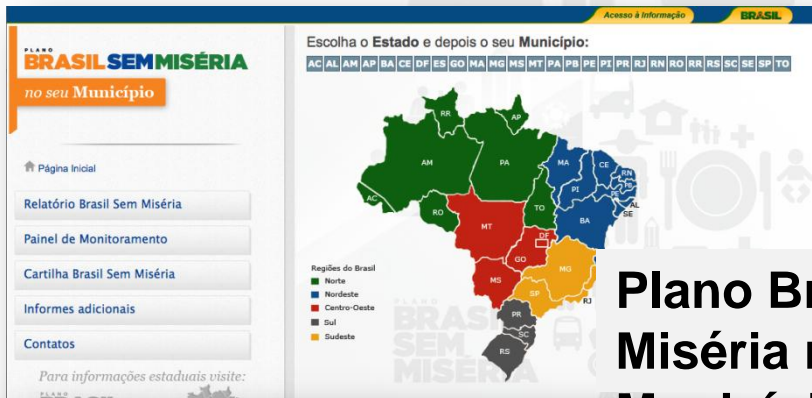 Acesso à Informação
BRASIL
PLANO
BRASIL SEM MISÉRIA
no seu Município
Página Inicial
Relatório Brasil Sem Miséria
Painel de Monitoramento
Cartilha Brasil Sem Miséria
Informes adicionais
Contatos
Para informações estaduais visite:
PLANO
Escolha o Estado e depois o seu Município:
AC AL AM AP BA CE DF ES GO MA MG MS MT PA PB PE PI PR RJ RN RO RR RS SC SE SP TO
RR
AP
AM
PA
MA
CE
RN
PB
PE
PI
AC
AL
SE
TO
RO
BA
MT
DF
GO
MG
MS
SP
RJ
PR
SC
RS
Regiões do Brasil
Norte
Nordeste
Centro-Oeste
Sul
Sudeste
PLANO
BRASIL
SEM
MISÉRIA
Plano Br
Miséria